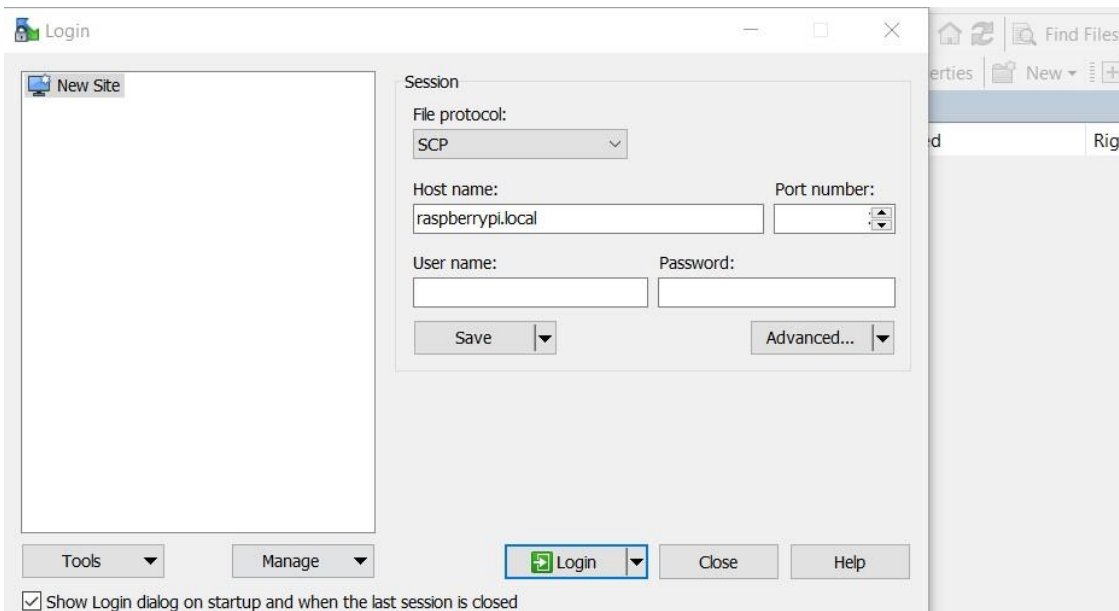 Login
Find Files
erties New
New Site
Session
File protocol:
SCP
ed Rig
Host name: Port number:
raspberrypi.local
User name: Password:
Save Advanced...
Tools Manage Login Close Help
Show Login dialog on startup and when the last session is closed